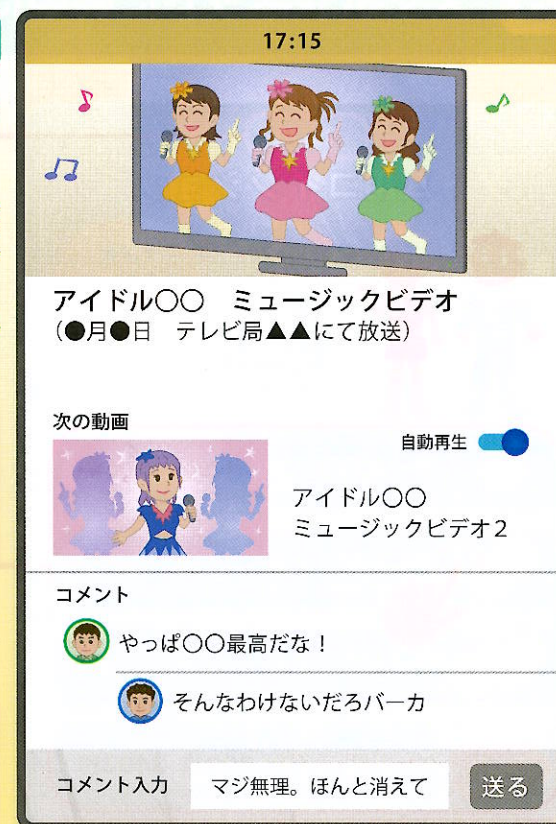 17:15
アイドル〇〇　ミュージックビデオ
（●月●日　テレビ局▲▲にて放送）
次の動画
自動再生
アイドル〇〇
ミュージックビデオ2
コメント
やっぱ〇〇最高だな！
そんなわけないだろバーカ
コメント入力　マジ無理。ほんと消えて　送る